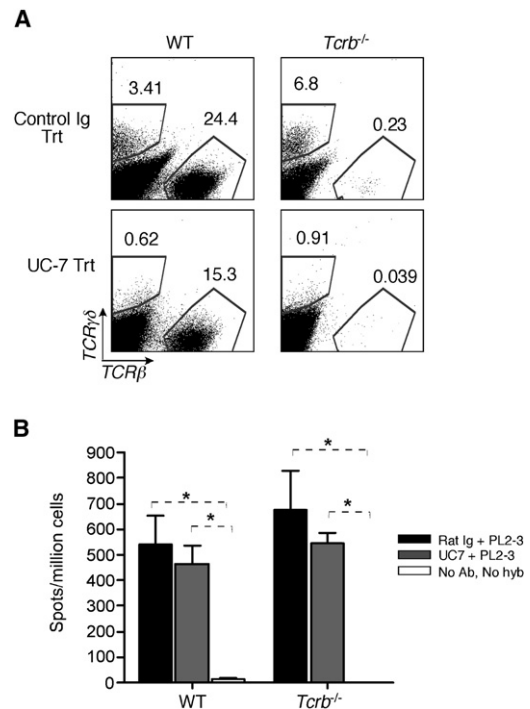 A
WT
Tcrb-/-
Control Ig
Trt
3.41
24.4
6.8
0.23
UC-7 Trt
0.62
15.3
0.91
0.039
TCRγδ
TCRβ
B
Spots/million cells
900
800
700
600
500
400
300
200
100
0
*
*
*
*
WT
Tcrb-/-
Rat Ig + PL2-3
UC7 + PL2-3
No Ab, No hyb